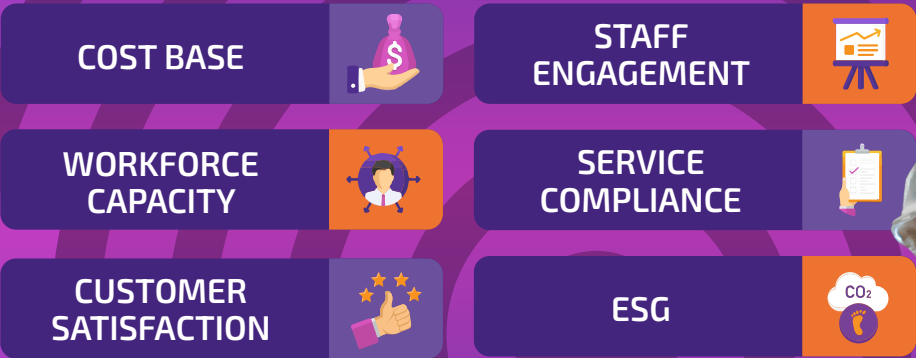 COST BASE
$
STAFF
ENGAGEMENT
WORKFORCE
CAPACITY
SERVICE
COMPLIANCE
CUSTOMER
SATISFACTION
ESG
CO₂